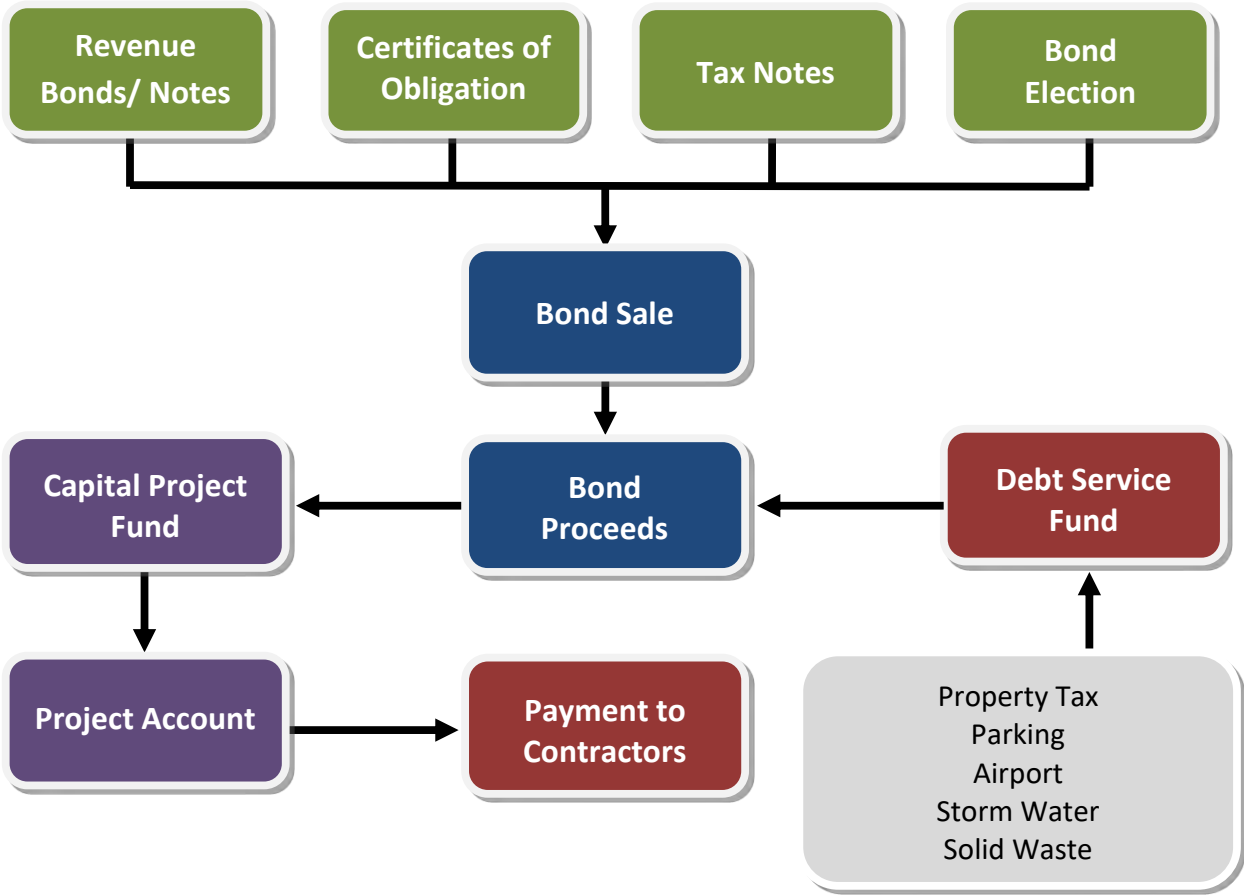 Revenue
Bonds/ Notes
Certificates of
Obligation
Tax Notes
Bond
Election
Bond Sale
Capital Project
Fund
Bond
Proceeds
Debt Service
Fund
Project Account
Payment to
Contractors
Property Tax
Parking
Airport
Storm Water
Solid Waste